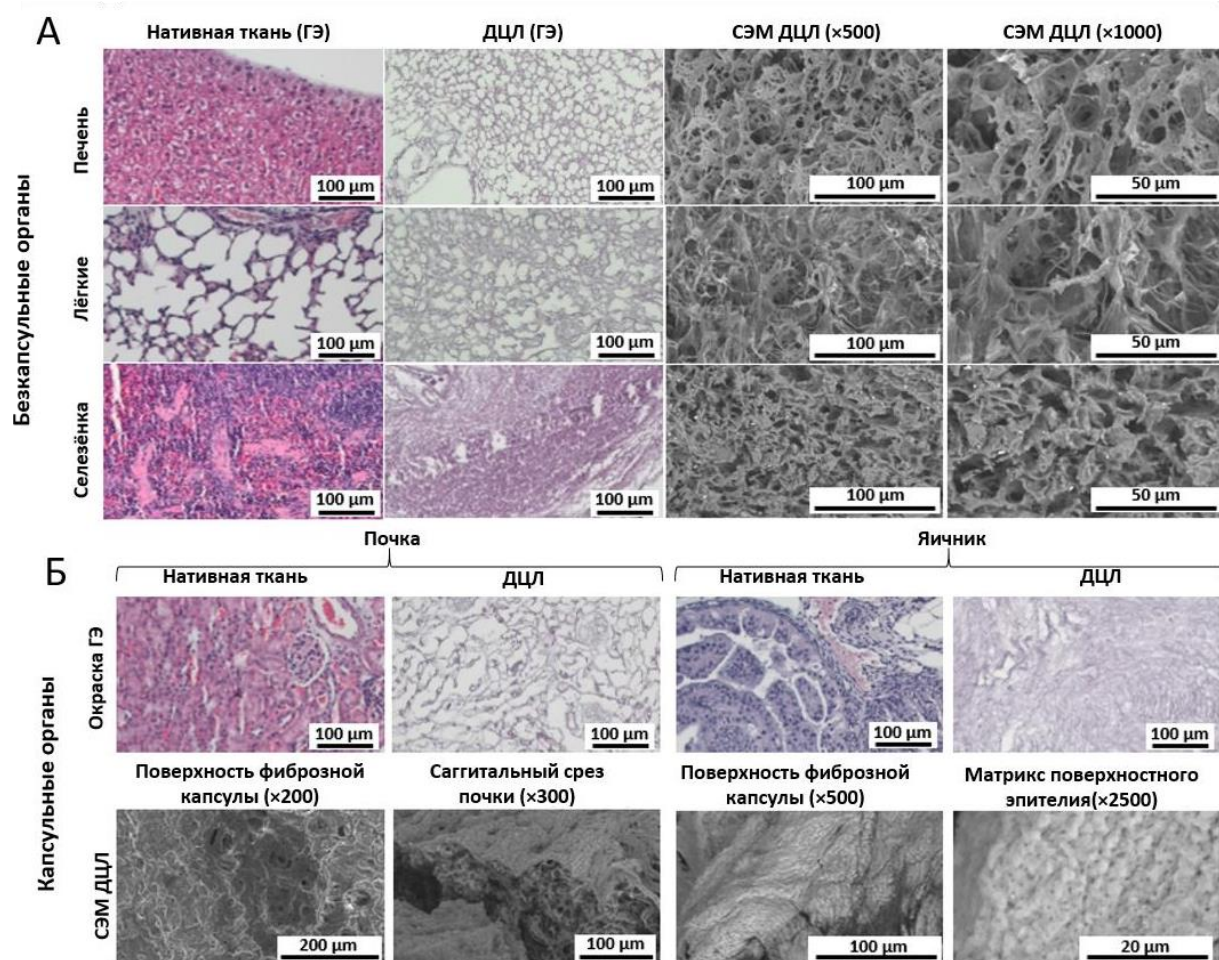 А
Нативная ткань (ГЭ) ДЦЛ (ГЭ) СЭМ ДЦЛ (×500) СЭМ ДЦЛ (×1000)
Безкапсульные органы
Печень
100 µm 100 µm 100 µm 50 µm
Лёгкие
100 µm 100 µm 100 µm 50 µm
Селезёнка
100 µm 100 µm 100 µm 50 µm
Б
Почка Яичник
Нативная ткань ДЦЛ Нативная ткань ДЦЛ
Капсульные органы
Окраска ГЭ
100 µm 100 µm 100 µm 100 µm
Поверхность фиброзной Саггитальный срез Поверхность фиброзной Матрикс поверхностного
капсулы (×200) почки (×300) капсулы (×500) эпителия(×2500)
СЭМ ДЦЛ
200 µm 100 µm 100 µm 20 µm